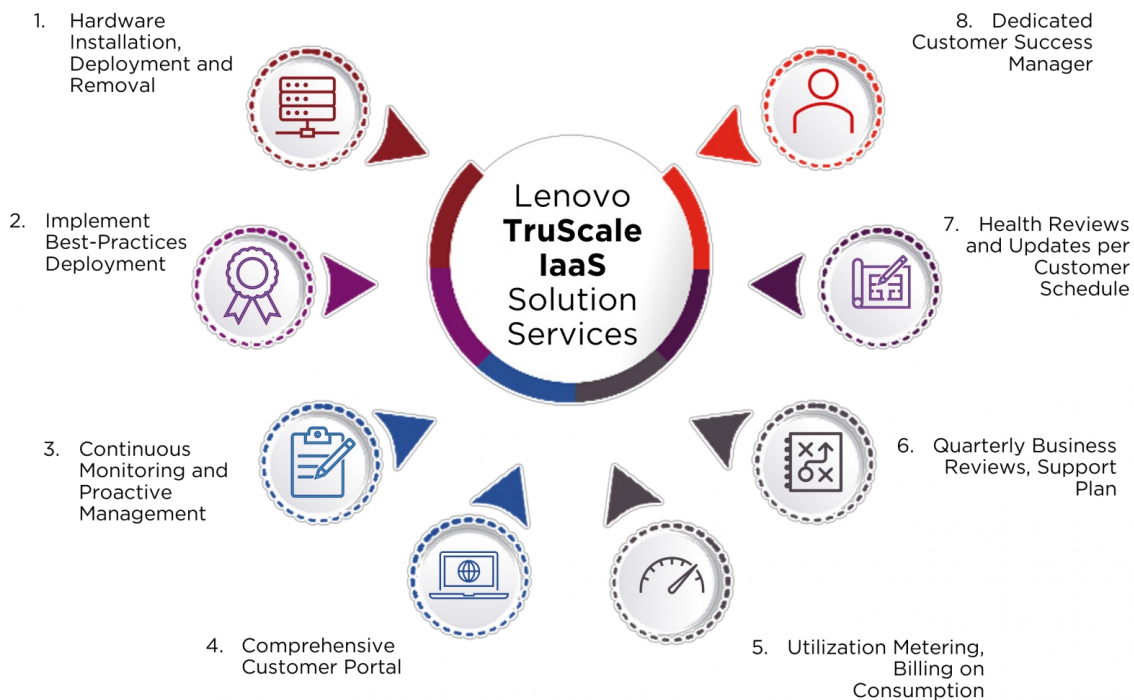 1. Hardware
Installation,
Deployment and
Removal
2. Implement
Best-Practices
Deployment
3. Continuous
Monitoring and
Proactive
Management
4. Comprehensive
Customer Portal
5. Utilization Metering,
Billing on
Consumption
6. Quarterly Business
Reviews, Support
Plan
7. Health Reviews
and Updates per
Customer
Schedule
8. Dedicated
Customer Success
Manager
Lenovo
TruScale
IaaS
Solution
Services